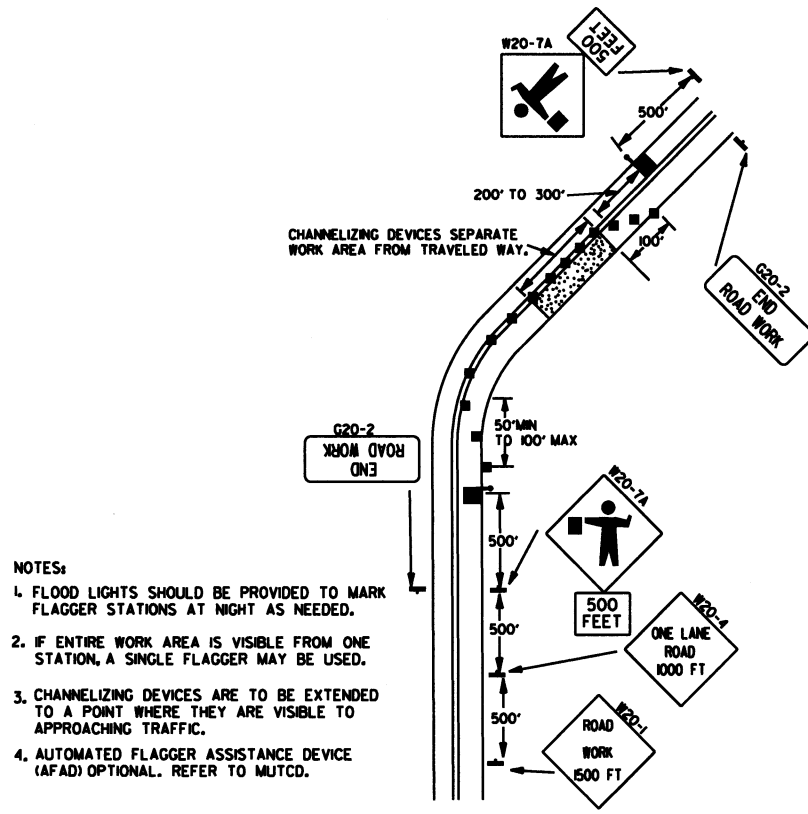 W20-7A
500
FEET
500'
200' TO 300'
CHANNELIZING DEVICES SEPARATE
WORK AREA FROM TRAVELED WAY.
100'
G20-2
END
ROAD WORK
50'MIN
TO 100' MAX
G20-2
END
ROAD WORK
W20-7A
500'
500
FEET
500'
W20-4
ONE LANE
ROAD
1000 FT
500'
W20-1
ROAD
WORK
1500 FT
NOTES:
1. FLOOD LIGHTS SHOULD BE PROVIDED TO MARK
FLAGGER STATIONS AT NIGHT AS NEEDED.
2. IF ENTIRE WORK AREA IS VISIBLE FROM ONE
STATION, A SINGLE FLAGGER MAY BE USED.
3. CHANNELIZING DEVICES ARE TO BE EXTENDED
TO A POINT WHERE THEY ARE VISIBLE TO
APPROACHING TRAFFIC.
4. AUTOMATED FLAGGER ASSISTANCE DEVICE
(AFAD) OPTIONAL. REFER TO MUTCD.